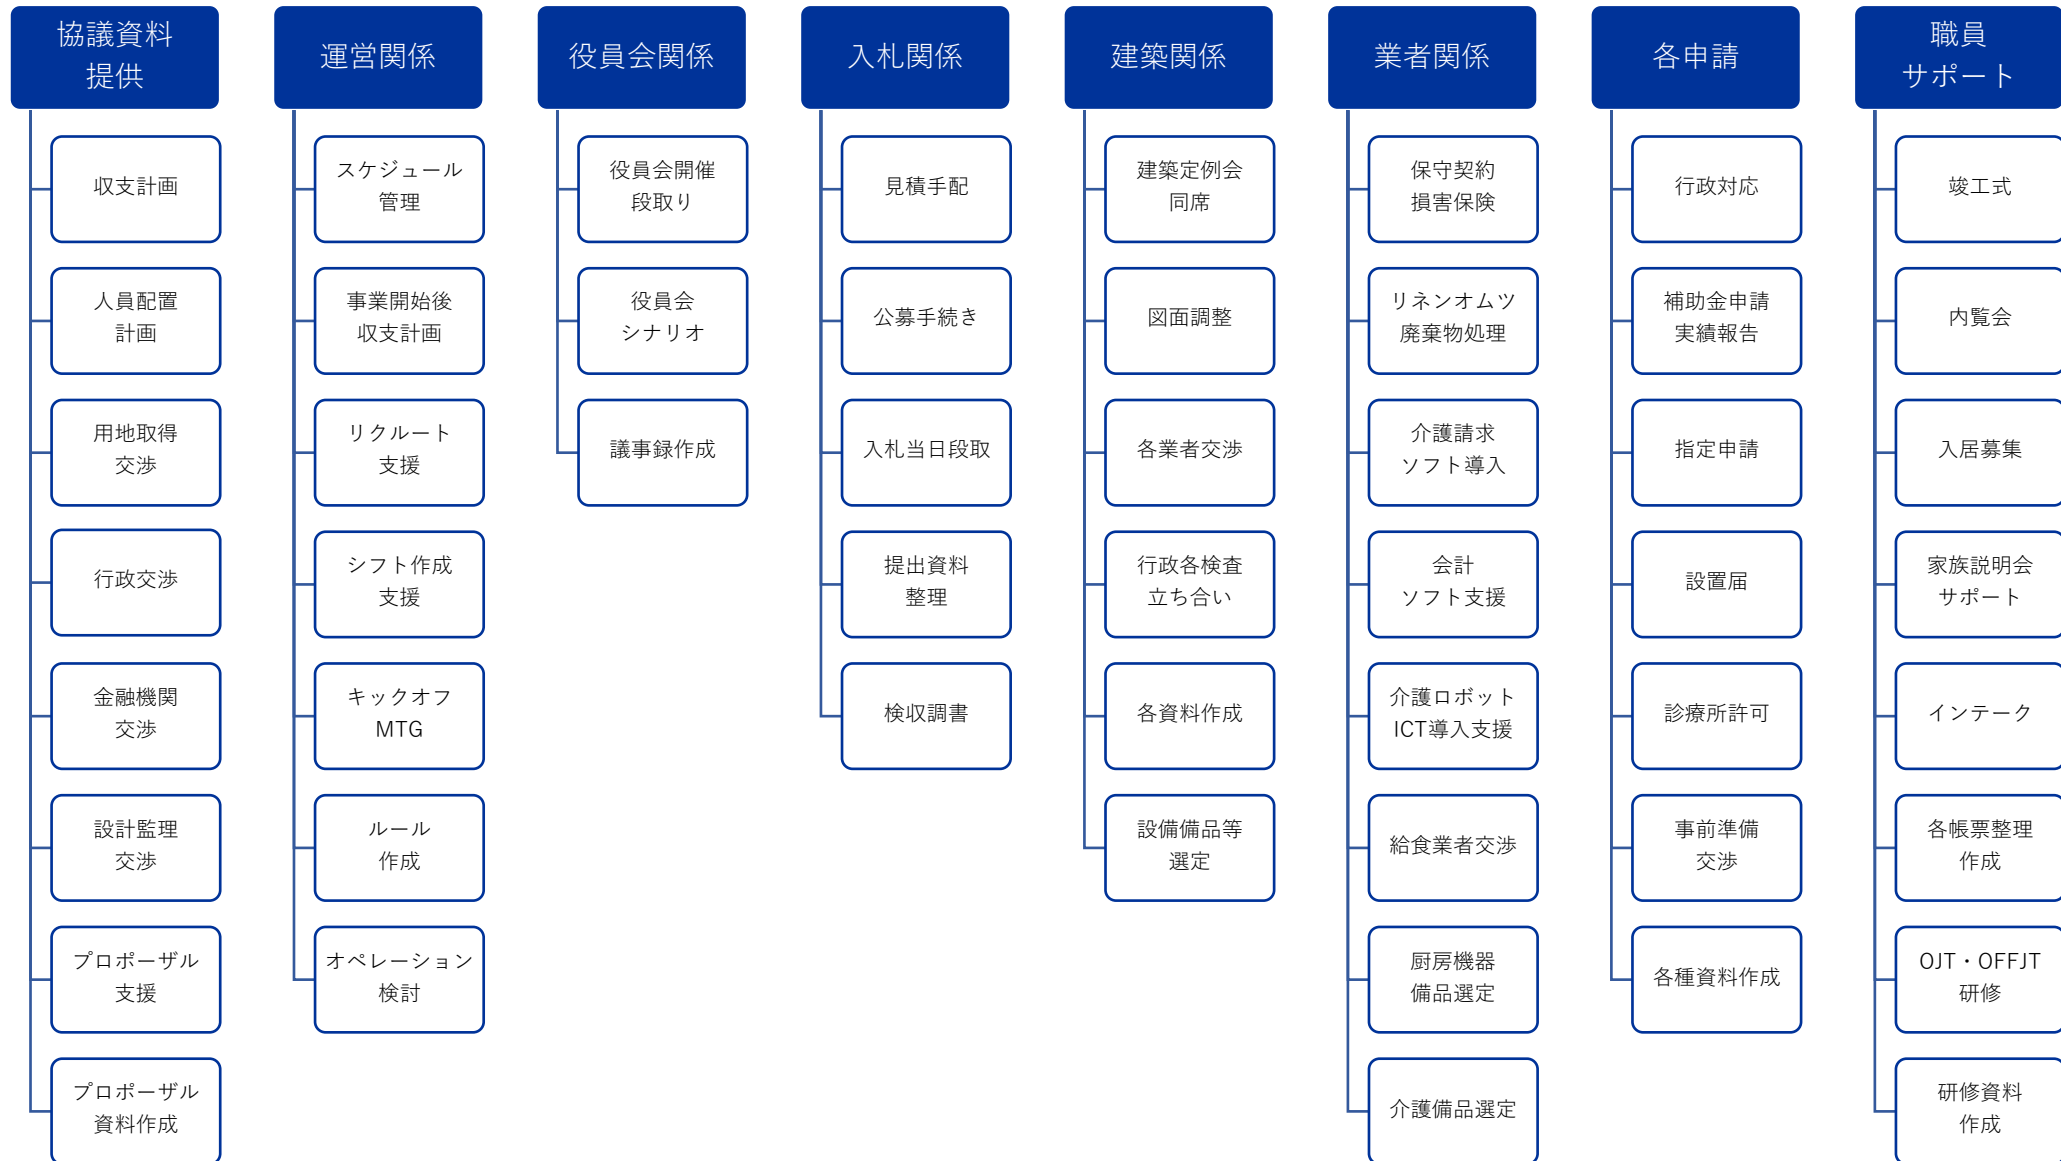 協議資料
提供
収支計画
人員配置
計画
用地取得
交渉
行政交渉
金融機関
交渉
設計監理
交渉
プロポーザル
支援
プロポーザル
資料作成
運営関係
スケジュール
管理
事業開始後
収支計画
リクルート
支援
シフト作成
支援
キックオフ
MTG
ルール
作成
オペレーション
検討
役員会関係
役員会開催
段取り
役員会
シナリオ
議事録作成
入札関係
見積手配
公募手続き
入札当日段取
提出資料
整理
検収調書
建築関係
建築定例会
同席
図面調整
各業者交渉
行政各検査
立ち合い
各資料作成
設備備品等
選定
業者関係
保守契約
損害保険
リネンオムツ
廃棄物処理
介護請求
ソフト導入
会計
ソフト支援
介護ロボット
ICT導入支援
給食業者交渉
厨房機器
備品選定
介護備品選定
各申請
行政対応
補助金申請
実績報告
指定申請
設置届
診療所許可
事前準備
交渉
各種資料作成
職員
サポート
竣工式
内覧会
入居募集
家族説明会
サポート
インテーク
各帳票整理
作成
OJT・OFFJT
研修
研修資料
作成